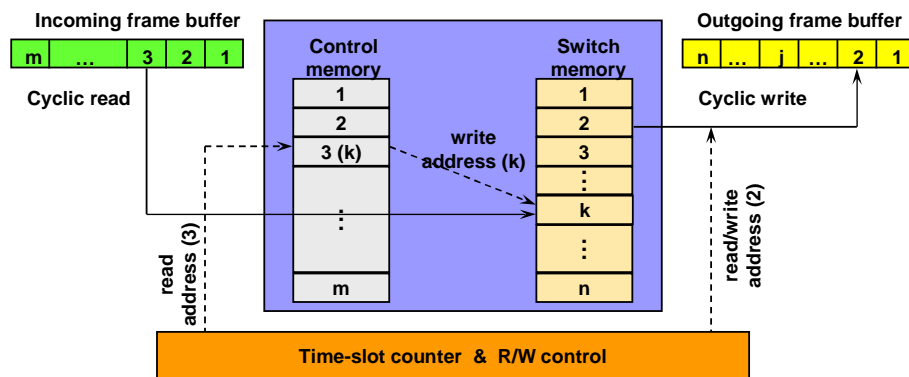 Incoming frame buffer
Outgoing frame buffer
m ... 3 2 1
n ... j ... 2 1
Control
memory
Switch
memory
Cyclic read
Cyclic write
1
2
3 (k)
⋮
m
write
address (k)
1
2
3
⋮
k
⋮
n
read
address (3)
read/write
address (2)
Time-slot counter & R/W control